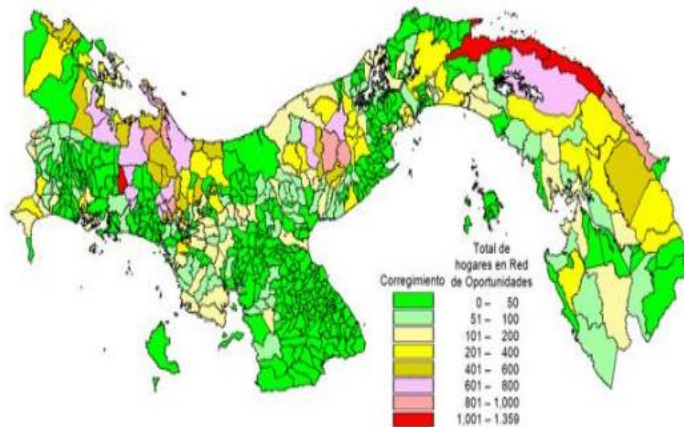 Total de
hogares en Red
Corregimiento de Oportunidades
0 – 50
51 – 100
101 – 200
201 – 400
401 – 600
601 – 800
801 – 1,000
1,001 – 1.359